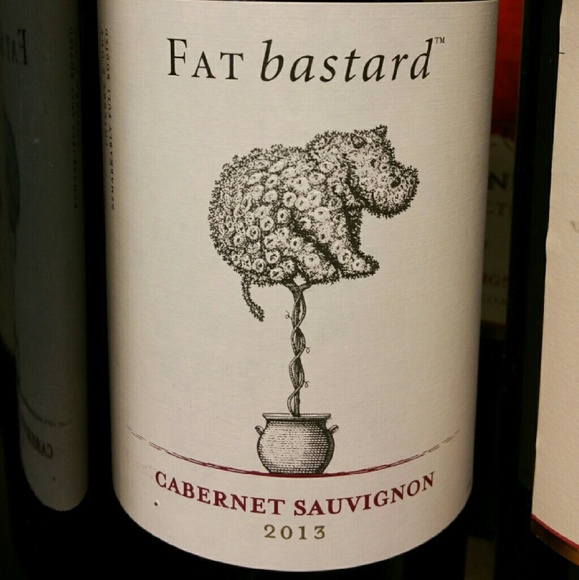 FAT bastard™
CABERNET SAUVIGNON
2013